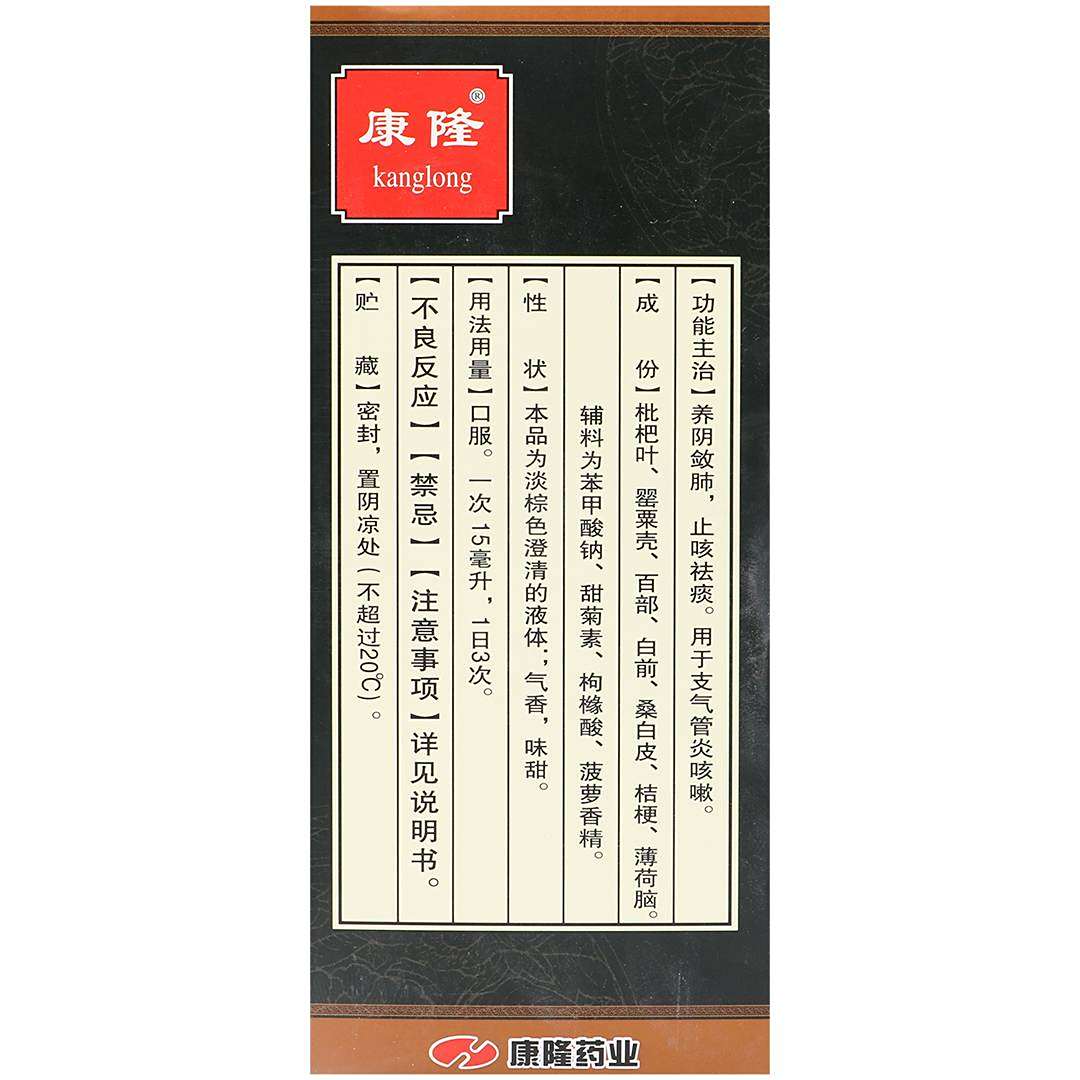 康隆®
kanglong
【功能主治】养阴敛肺，止咳祛痰。用于支气管炎咳嗽。
【成 份】枇杷叶、罂粟壳、百部、白前、桑白皮、桔梗、薄荷脑。
辅料为苯甲酸钠、甜菊素、枸橼酸、菠萝香精。
【性 状】本品为淡棕色澄清的液体；，气香，味甜。
【用法用量】口服。一次15毫升，1日3次。
【不良反应】【禁忌】【注意事项】详见说明书。
【贮 藏】密封，置阴凉处（不超过20℃）。
康隆药业